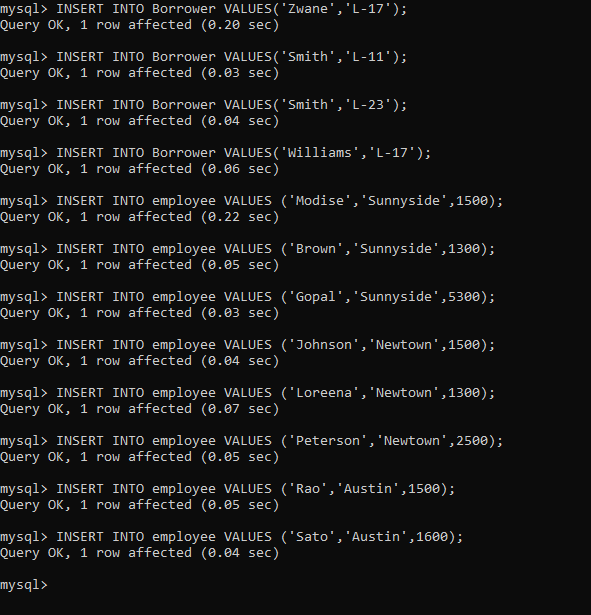 mysql> INSERT INTO Borrower VALUES('Zwane','L-17');
Query OK, 1 row affected (0.20 sec)
mysql> INSERT INTO Borrower VALUES('Smith','L-11');
Query OK, 1 row affected (0.03 sec)
mysql> INSERT INTO Borrower VALUES('Smith','L-23');
Query OK, 1 row affected (0.04 sec)
mysql> INSERT INTO Borrower VALUES('Williams','L-17');
Query OK, 1 row affected (0.06 sec)
mysql> INSERT INTO employee VALUES ('Modise','Sunnyside',1500);
Query OK, 1 row affected (0.22 sec)
mysql> INSERT INTO employee VALUES ('Brown','Sunnyside',1300);
Query OK, 1 row affected (0.05 sec)
mysql> INSERT INTO employee VALUES ('Gopal','Sunnyside',5300);
Query OK, 1 row affected (0.03 sec)
mysql> INSERT INTO employee VALUES ('Johnson','Newtown',1500);
Query OK, 1 row affected (0.04 sec)
mysql> INSERT INTO employee VALUES ('Loreena','Newtown',1300);
Query OK, 1 row affected (0.07 sec)
mysql> INSERT INTO employee VALUES ('Peterson','Newtown',2500);
Query OK, 1 row affected (0.05 sec)
mysql> INSERT INTO employee VALUES ('Rao','Austin',1500);
Query OK, 1 row affected (0.05 sec)
mysql> INSERT INTO employee VALUES ('Sato','Austin',1600);
Query OK, 1 row affected (0.04 sec)
mysql>